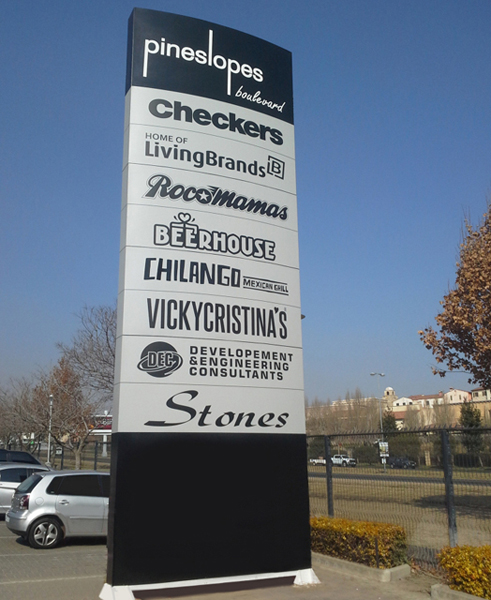 pineslopes
boulevard
Checkers
HOME OF
LivingBrands B
RocoMamas
BEERHOUSE
CHILANGO MEXICAN GRILL
VICKYCRISTINA'S
DEC DEVELOPEMENT
&ENGINEERING
CONSULTANTS
Stones